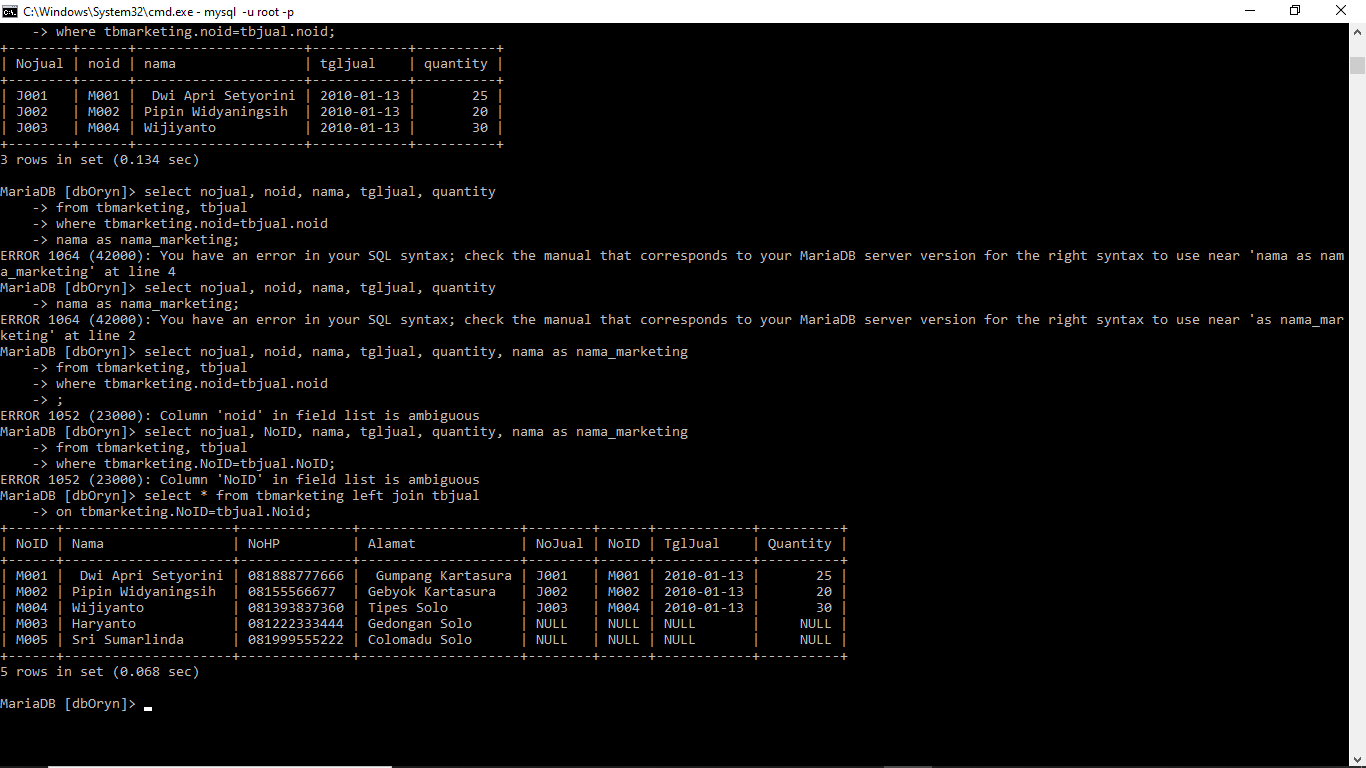 C:\Windows\System32\cmd.exe - mysql  -u root -p
    -> where tbmarketing.noid=tbjual.noid;
+--------+------+--------------------+------------+----------+
| Nojual | noid | nama               | tgljual    | quantity |
+--------+------+--------------------+------------+----------+
| J001   | M001 |  Dwi Apri Setyorini | 2010-01-13 |       25 |
| J002   | M002 | Pipin Widyaningsih  | 2010-01-13 |       20 |
| J003   | M004 | Wijiyanto           | 2010-01-13 |       30 |
+--------+------+--------------------+------------+----------+
3 rows in set (0.134 sec)

MariaDB [dbOryn]> select nojual, noid, nama, tgljual, quantity
    -> from tbmarketing, tbjual
    -> where tbmarketing.noid=tbjual.noid
    -> nama as nama_marketing;
ERROR 1064 (42000): You have an error in your SQL syntax; check the manual that corresponds to your MariaDB server version for the right syntax to use near 'nama as nam
a_marketing' at line 4
MariaDB [dbOryn]> select nojual, noid, nama, tgljual, quantity
    -> nama as nama_marketing;
ERROR 1064 (42000): You have an error in your SQL syntax; check the manual that corresponds to your MariaDB server version for the right syntax to use near 'as nama_mar
keting' at line 2
MariaDB [dbOryn]> select nojual, noid, nama, tgljual, quantity, nama as nama_marketing
    -> from tbmarketing, tbjual
    -> where tbmarketing.noid=tbjual.noid
    -> ;
ERROR 1052 (23000): Column 'noid' in field list is ambiguous
MariaDB [dbOryn]> select nojual, NoID, nama, tgljual, quantity, nama as nama_marketing
    -> from tbmarketing, tbjual
    -> where tbmarketing.NoID=tbjual.NoID;
ERROR 1052 (23000): Column 'NoID' in field list is ambiguous
MariaDB [dbOryn]> select * from tbmarketing left join tbjual
    -> on tbmarketing.NoID=tbjual.Noid;
+------+---------------------+--------------+--------------------+--------+------+------------+----------+
| NoID | Nama                | NoHP         | Alamat             | NoJual | NoID | TglJual    | Quantity |
+------+---------------------+--------------+--------------------+--------+------+------------+----------+
| M001 |  Dwi Apri Setyorini | 081888777666 |  Gumpang Kartasura | J001   | M001 | 2010-01-13 |       25 |
| M002 | Pipin Widyaningsih  | 08155566677  | Gebyok Kartasura   | J002   | M002 | 2010-01-13 |       20 |
| M004 | Wijiyanto           | 081393837360 | Tipes Solo         | J003   | M004 | 2010-01-13 |       30 |
| M003 | Haryanto            | 081222333444 | Gedongan Solo      | NULL   | NULL | NULL       |     NULL |
| M005 | Sri Sumarlinda      | 081999555222 | Colomadu Solo      | NULL   | NULL | NULL       |     NULL |
+------+---------------------+--------------+--------------------+--------+------+------------+----------+
5 rows in set (0.068 sec)

MariaDB [dbOryn]>